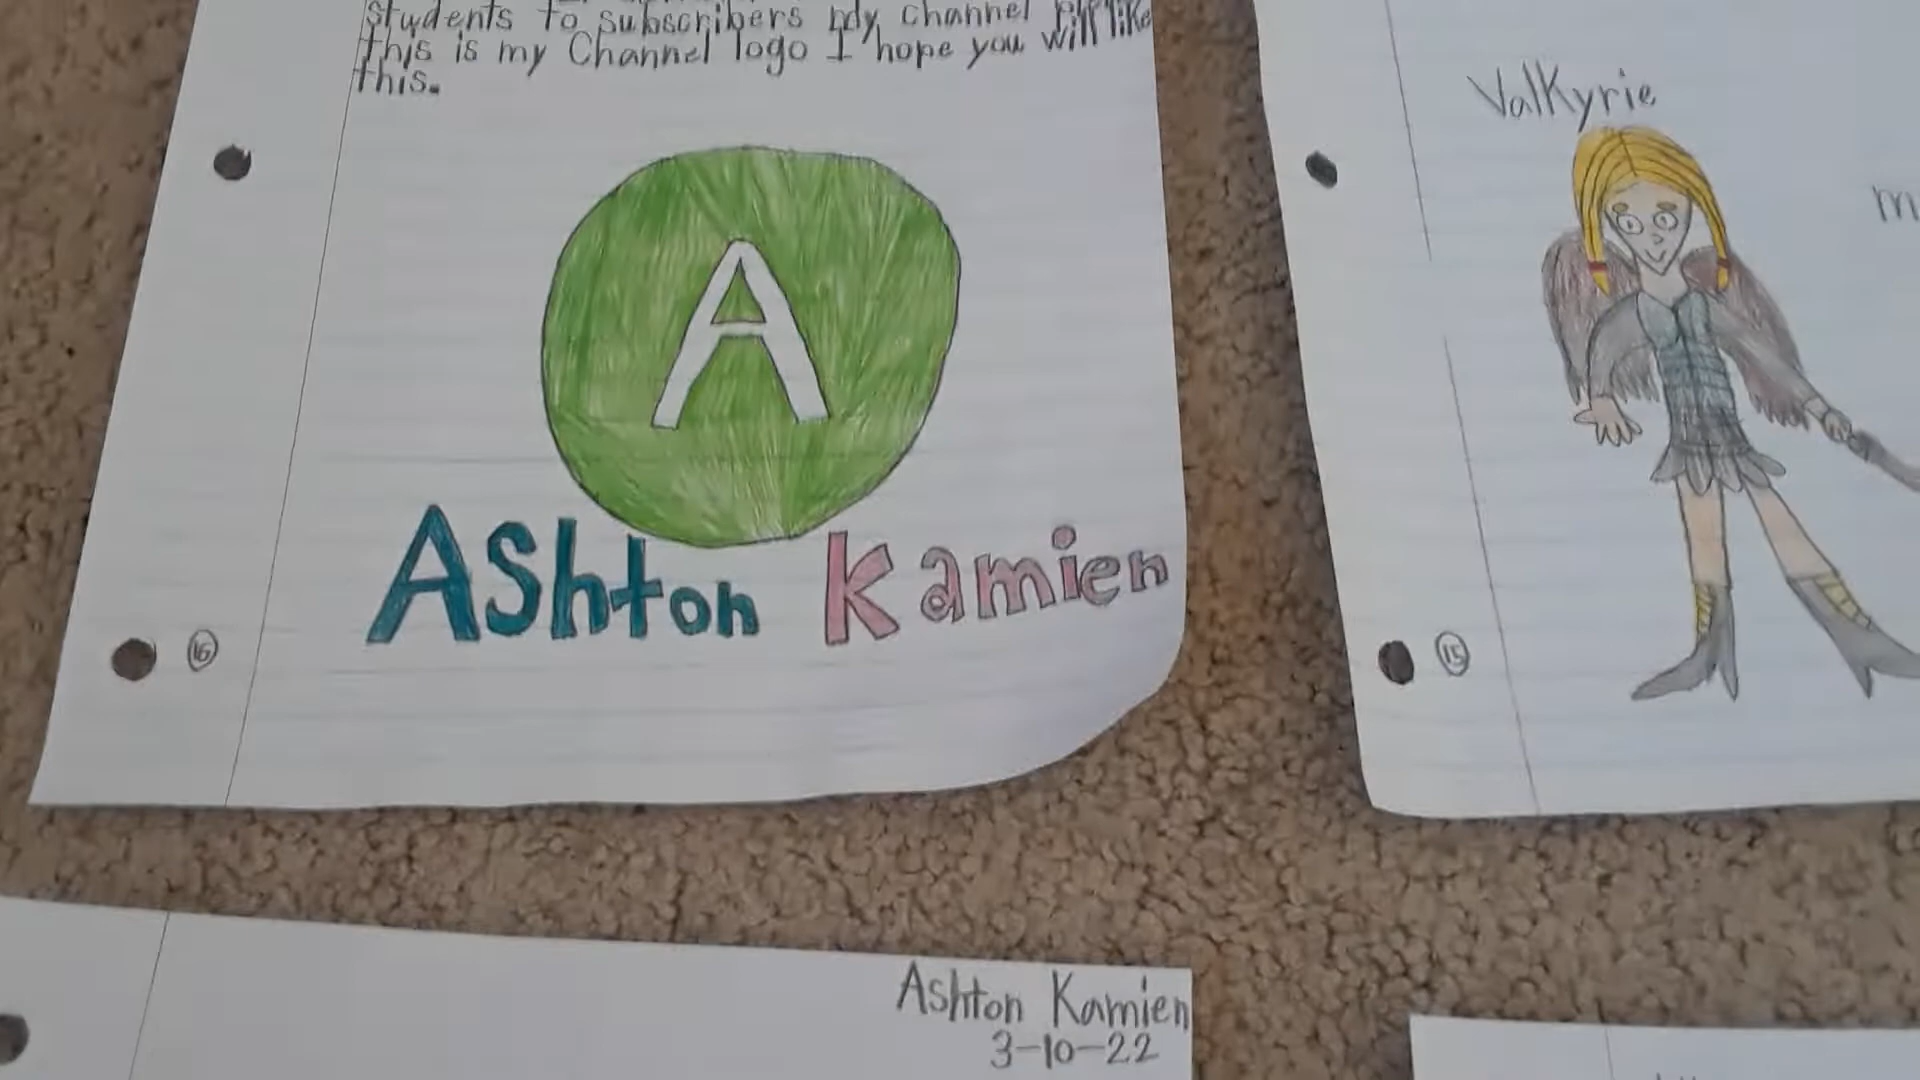 students to subscribers my channel
this is my Channel logo I hope you will like
this.
A
Ashton Kamien
16
Valkyrie
m
15
Ashton Kamien
3-10-22